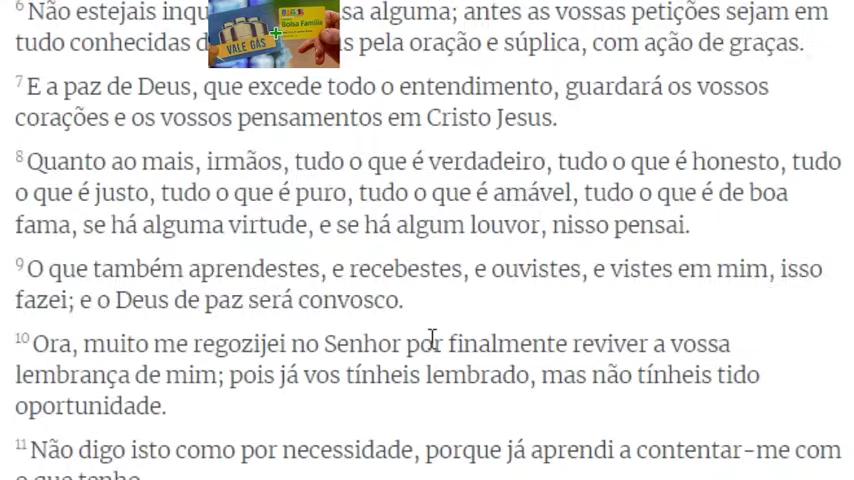 6 Não estejais inqu sa alguma; antes as vossas petições sejam em
VALE GÁS
Bolsa Família
tudo conhecidas d s pela oração e súplica, com ação de graças.
7 E a paz de Deus, que excede todo o entendimento, guardará os vossos
corações e os vossos pensamentos em Cristo Jesus.
8 Quanto ao mais, irmãos, tudo o que é verdadeiro, tudo o que é honesto, tudo
o que é justo, tudo o que é puro, tudo o que é amável, tudo o que é de boa
fama, se há alguma virtude, e se há algum louvor, nisso pensai.
9 O que também aprendestes, e recebestes, e ouvistes, e vistes em mim, isso
fazei; e o Deus de paz será convosco.
10 Ora, muito me regozijei no Senhor por finalmente reviver a vossa
lembrança de mim; pois já vos tínheis lembrado, mas não tínheis tido
oportunidade.
11 Não digo isto como por necessidade, porque já aprendi a contentar-me com
o que tenho